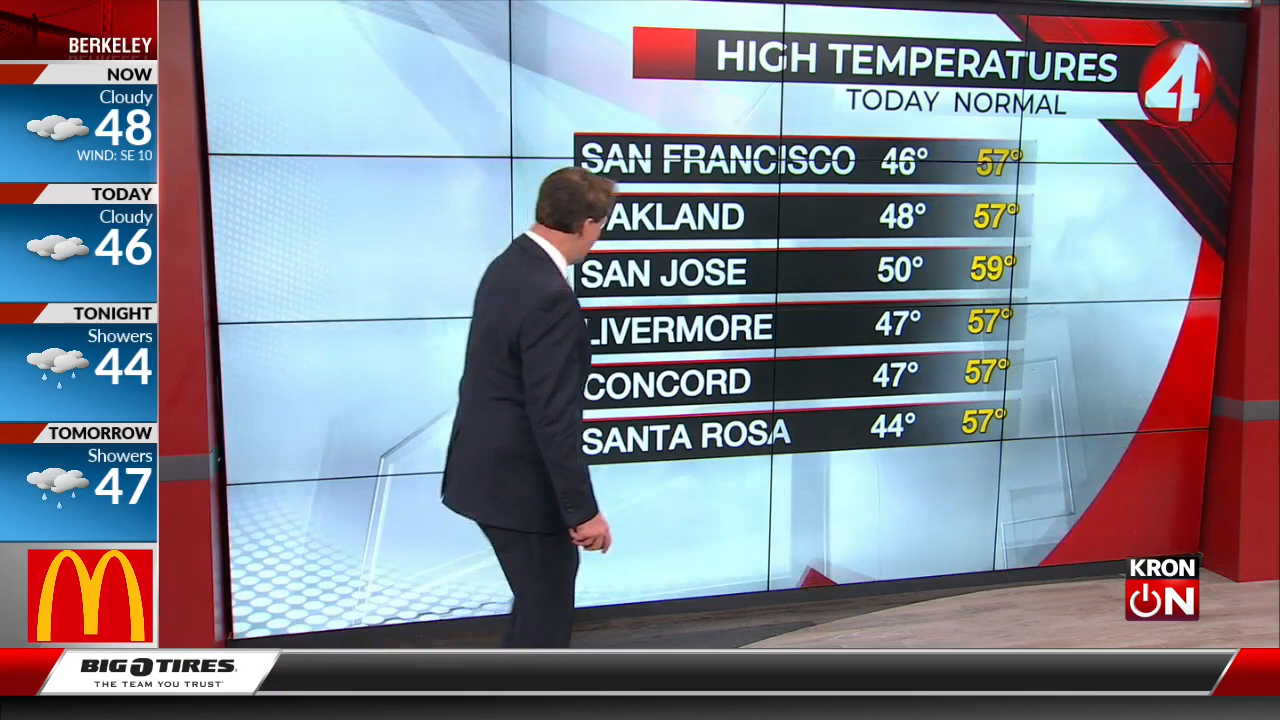 BERKELEY
NOW
Cloudy
48
WIND: SE 10
TODAY
Cloudy
46
TONIGHT
Showers
44
TOMORROW
Showers
47
HIGH TEMPERATURES
TODAY NORMAL
4
SAN FRANCISCO 46° 57°
AKLAND 48° 57°
SAN JOSE 50° 59°
LIVERMORE 47° 57°
CONCORD 47° 57°
SANTA ROSA 44° 57°
KRON
ON
BIG O TIRES
THE TEAM YOU TRUST